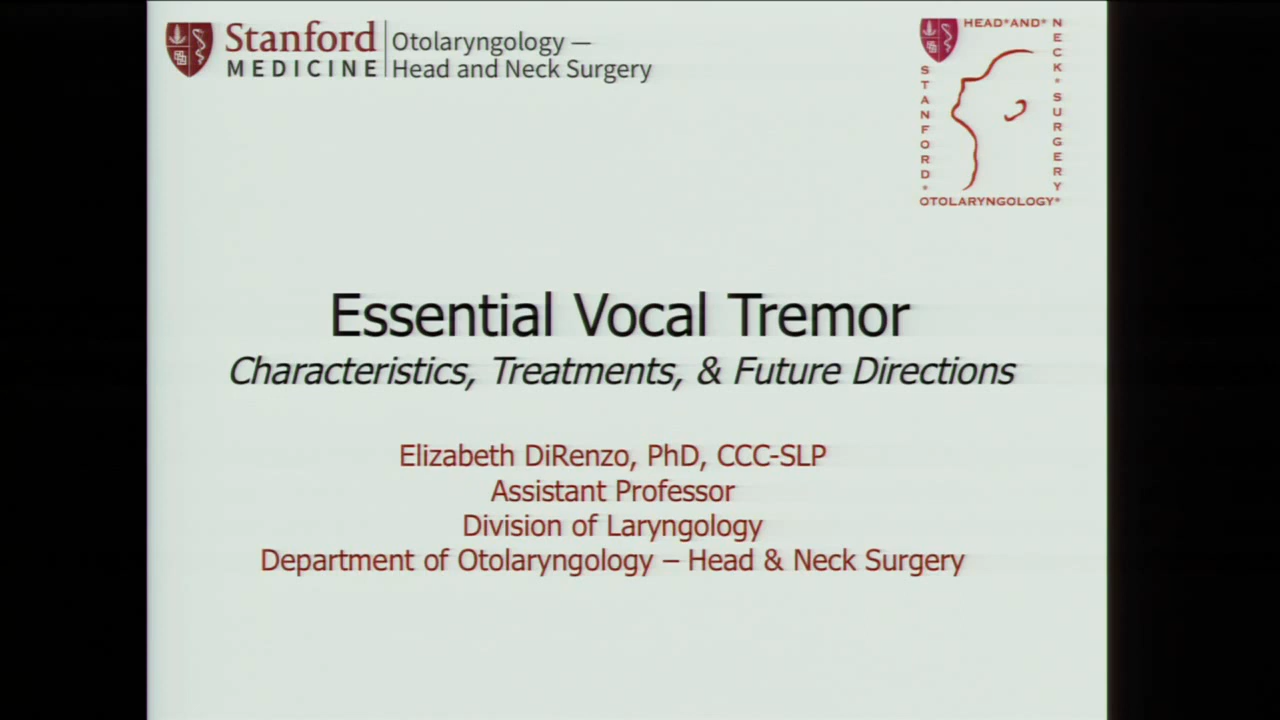 Stanford
MEDICINE
Otolaryngology —
Head and Neck Surgery
HEAD*AND* NECK*SURGERY
STANFORD*
OTOLARYNGOLOGY*
Essential Vocal Tremor
Characteristics, Treatments, & Future Directions
Elizabeth DiRenzo, PhD, CCC-SLP
Assistant Professor
Division of Laryngology
Department of Otolaryngology – Head & Neck Surgery